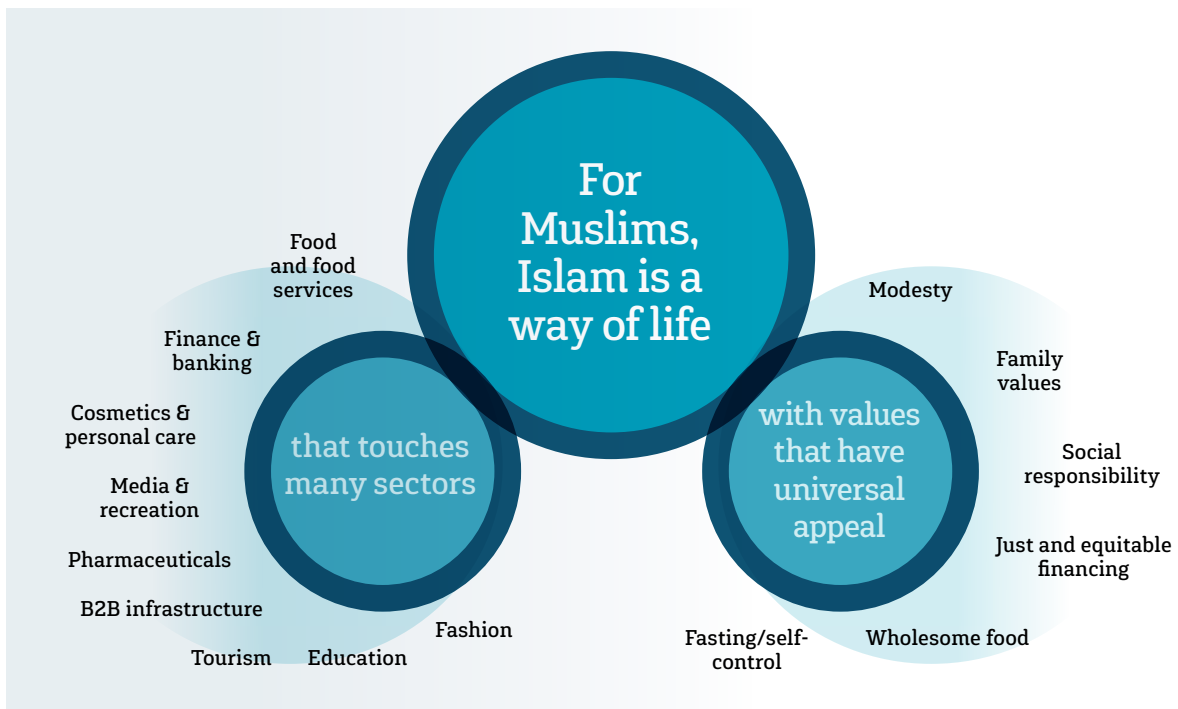 For
Muslims,
Islam is a
way of life
that touches
many sectors
Food
and food
services
Finance &
banking
Cosmetics &
personal care
Media &
recreation
Pharmaceuticals
B2B infrastructure
Tourism
Education
Fashion
with values
that have
universal
appeal
Modesty
Family
values
Social
responsibility
Just and equitable
financing
Wholesome food
Fasting/self-
control